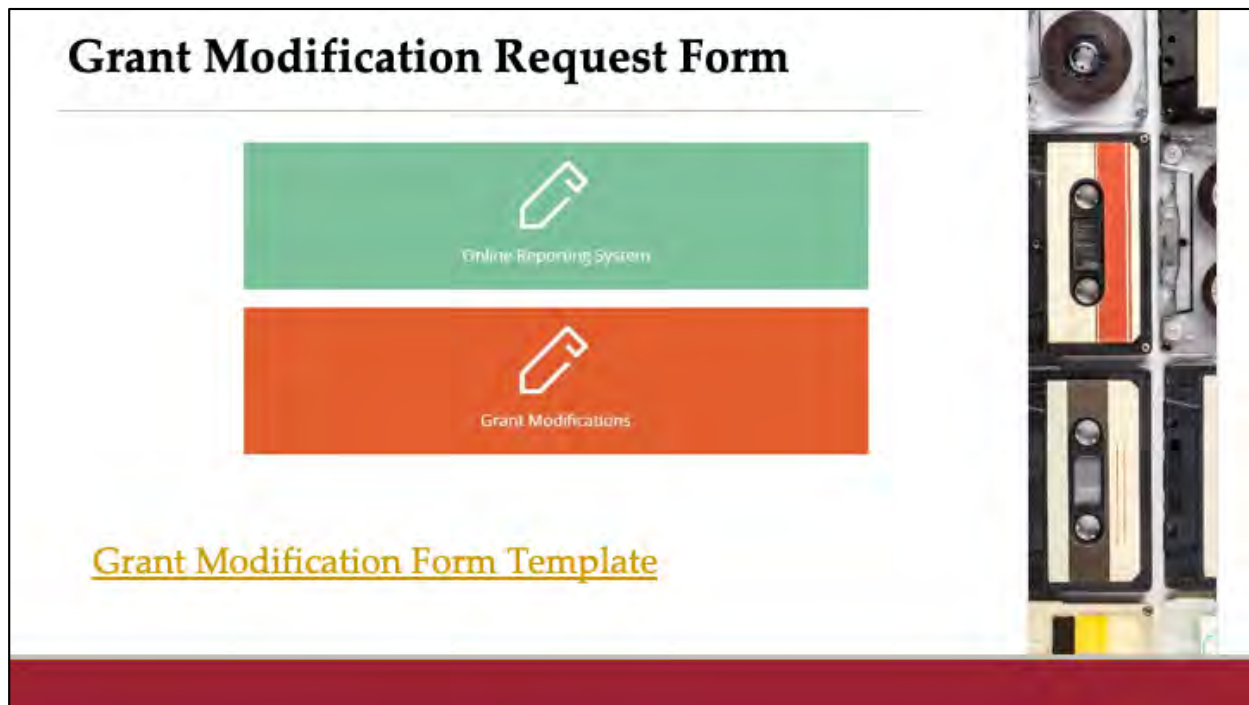 Grant Modification Request Form
Online Reporting System
Grant Modifications
Grant Modification Form Template